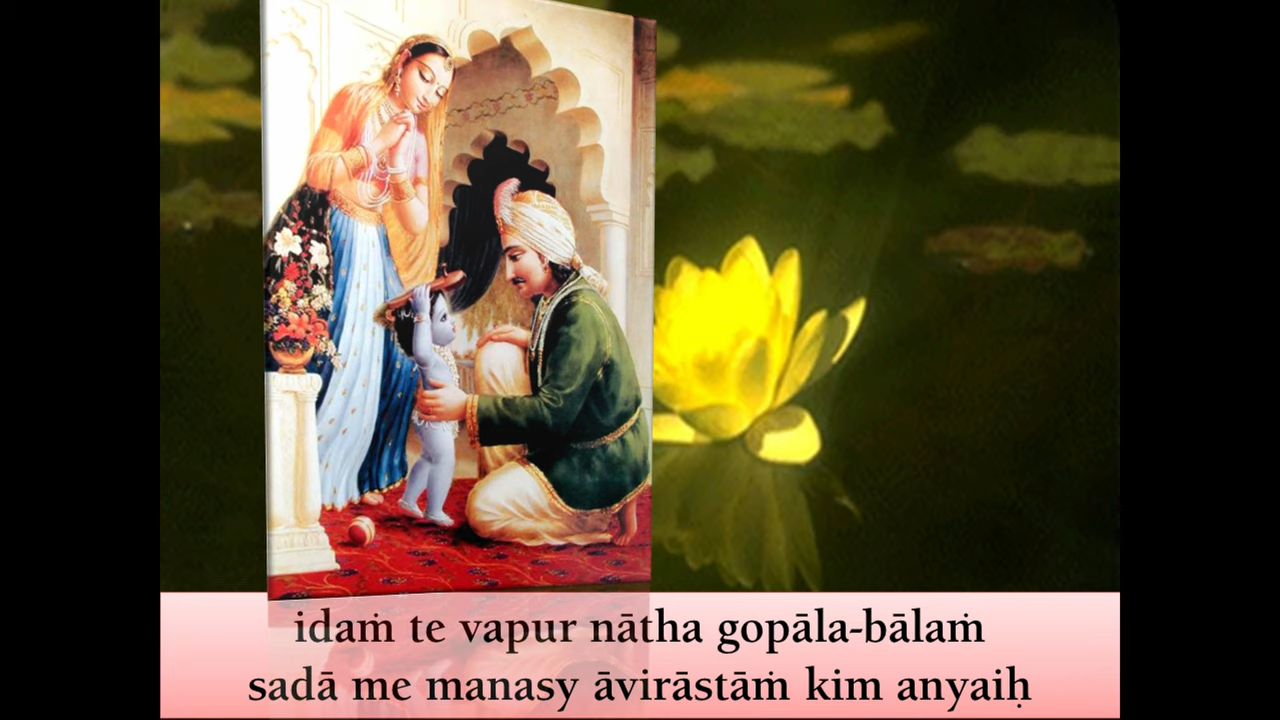 idaṁ te vapur nātha gopāla-bālaṁ
sadā me manasy āvirāstāṁ kim anyaiḥ